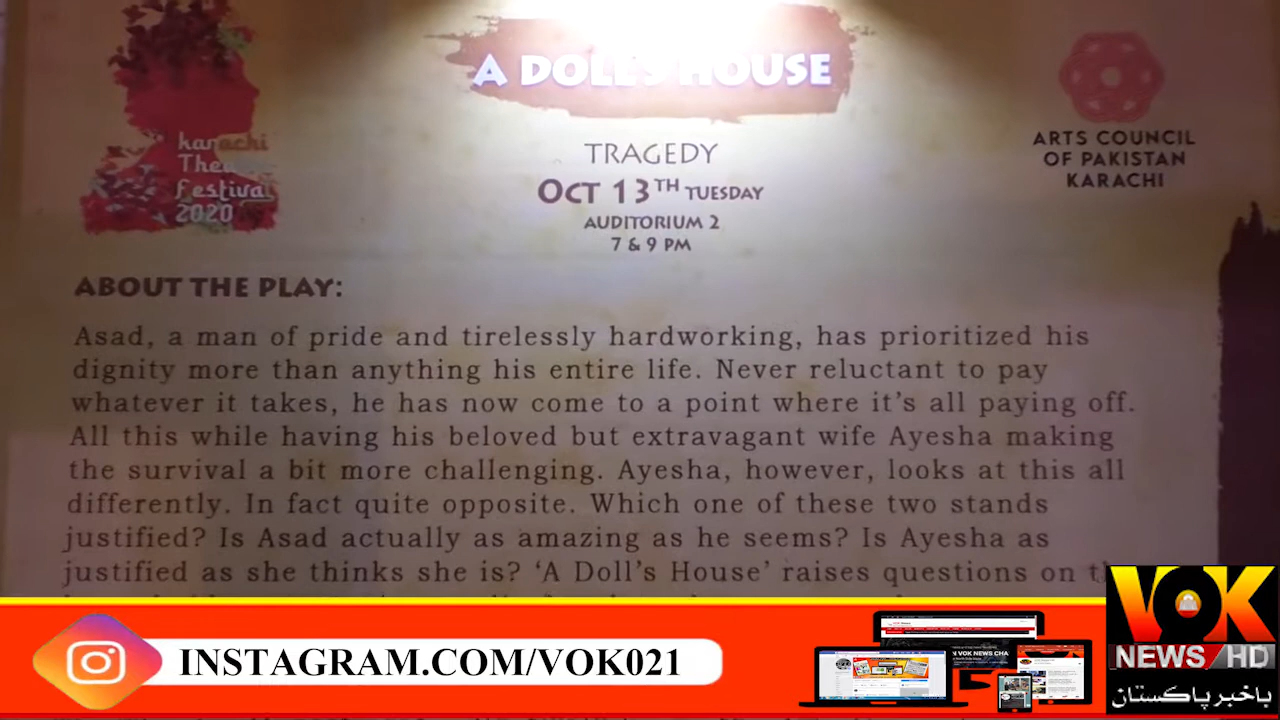 karachi
Theatre
Festival
2020
A DOLL'S HOUSE
TRAGEDY
OCT 13TH TUESDAY
AUDITORIUM 2
7 & 9 PM
ARTS COUNCIL
OF PAKISTAN
KARACHI
ABOUT THE PLAY:
Asad, a man of pride and tirelessly hardworking, has prioritized his
dignity more than anything his entire life. Never reluctant to pay
whatever it takes, he has now come to a point where it's all paying off.
All this while having his beloved but extravagant wife Ayesha making
the survival a bit more challenging. Ayesha, however, looks at this all
differently. In fact quite opposite. Which one of these two stands
justified? Is Asad actually as amazing as he seems? Is Ayesha as
justified as she thinks she is? 'A Doll's House' raises questions on
INSTAGRAM.COM/VOK021
VOK
NEWS HD
باخبر پاکستان